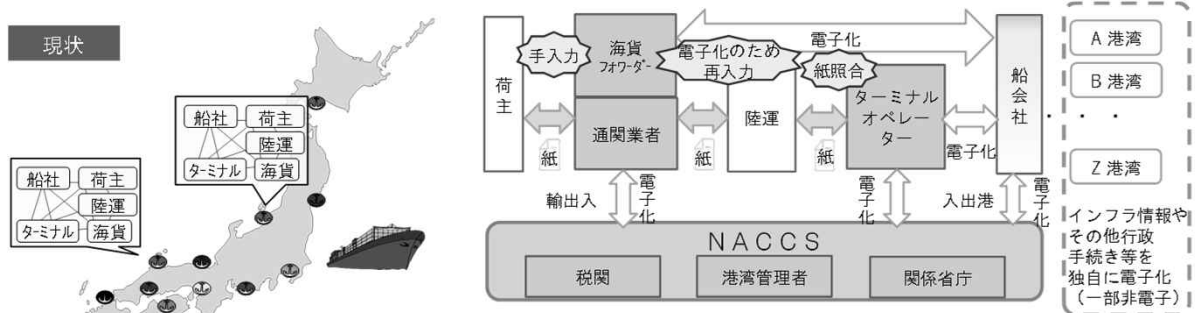 現状
船社
荷主
陸運
ターミナル
海貨
船社
荷主
陸運
ターミナル
海貨
荷主
手入力
海貨
フォワーダー
通関業者
電子化のため
再入力
陸運
紙照合
ターミナル
オペレー
ター
電子化
船会社
紙
紙
紙
電子化
輸出入
電子化
電子化
入出港
電子化
NACCS
税関
港湾管理者
関係省庁
A港湾
B港湾
・・・
Z港湾
インフラ情報や
その他行政
手続き等を
独自に電子化
（一部非電子）